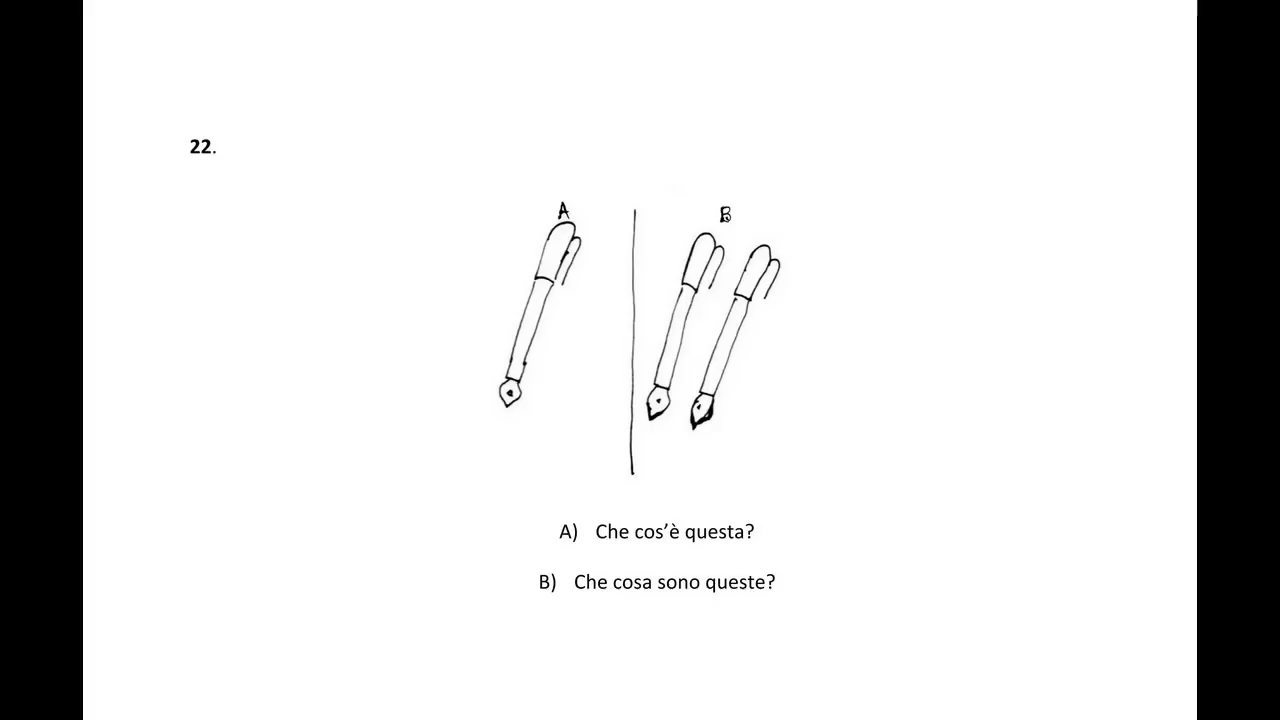 22.
A
B
A) Che cos’è questa?
B) Che cosa sono queste?